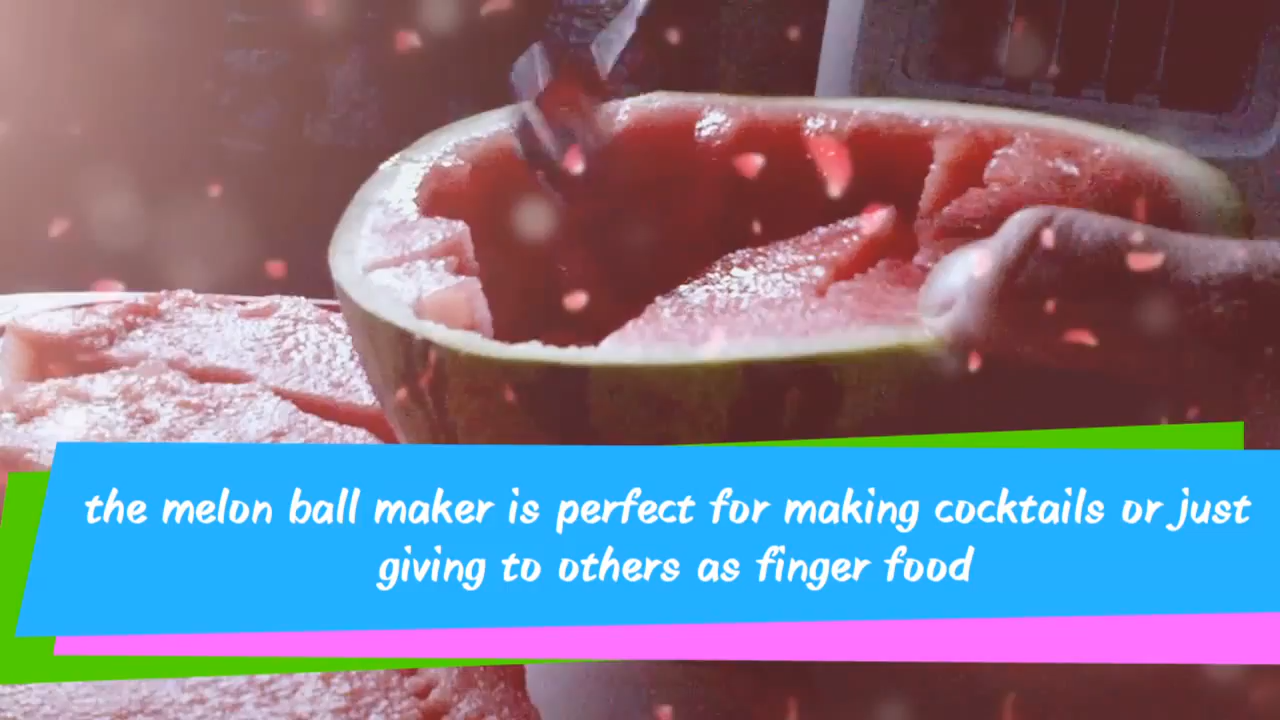 the melon ball maker is perfect for making cocktails or just
giving to others as finger food